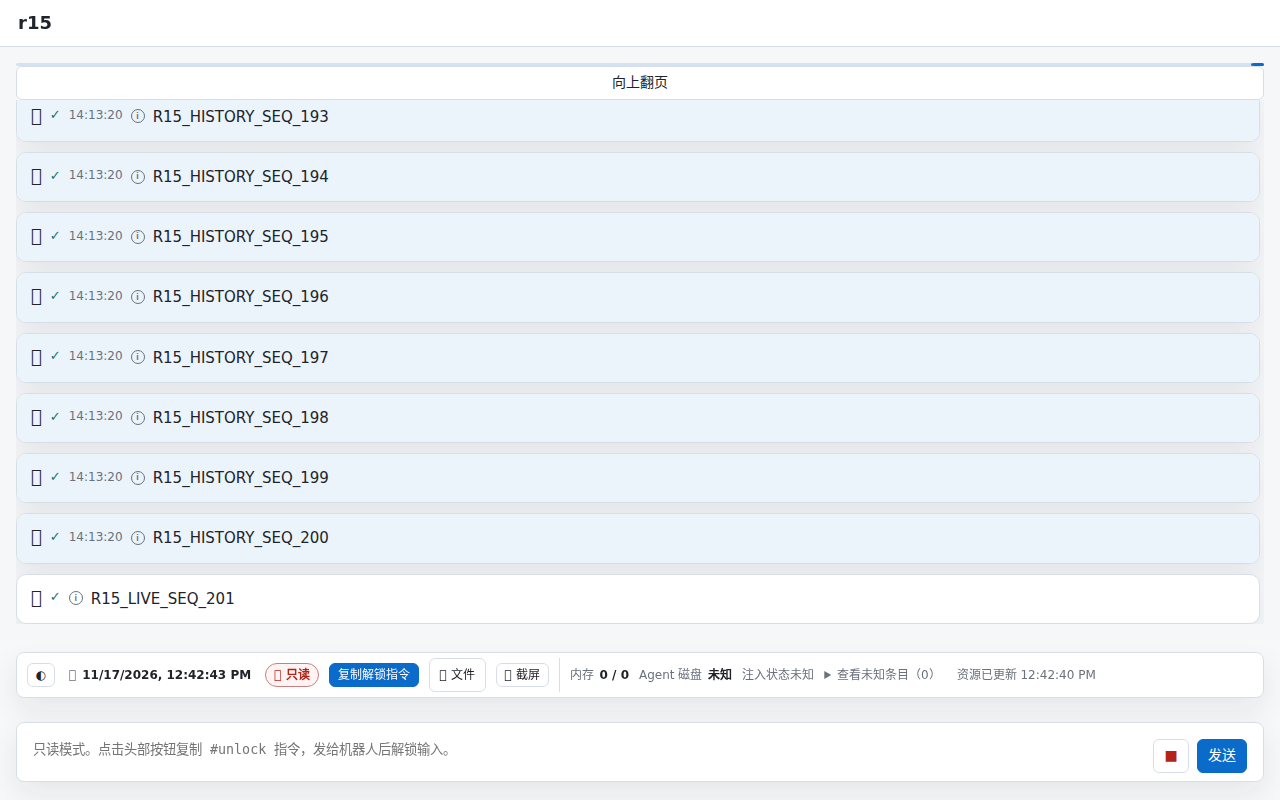 r15
向上翻页
✓ 14:13:20 i R15_HISTORY_SEQ_193
✓ 14:13:20 i R15_HISTORY_SEQ_194
✓ 14:13:20 i R15_HISTORY_SEQ_195
✓ 14:13:20 i R15_HISTORY_SEQ_196
✓ 14:13:20 i R15_HISTORY_SEQ_197
✓ 14:13:20 i R15_HISTORY_SEQ_198
✓ 14:13:20 i R15_HISTORY_SEQ_199
✓ 14:13:20 i R15_HISTORY_SEQ_200
✓ i R15_LIVE_SEQ_201
11/17/2026, 12:42:43 PM 只读 复制解锁指令 文件 截屏 内存 0 / 0 Agent 磁盘 未知 注入状态未知 ▶ 查看未知条目（0） 资源已更新 12:42:40 PM
只读模式。点击头部按钮复制 #unlock 指令，发给机器人后解锁输入。
发送